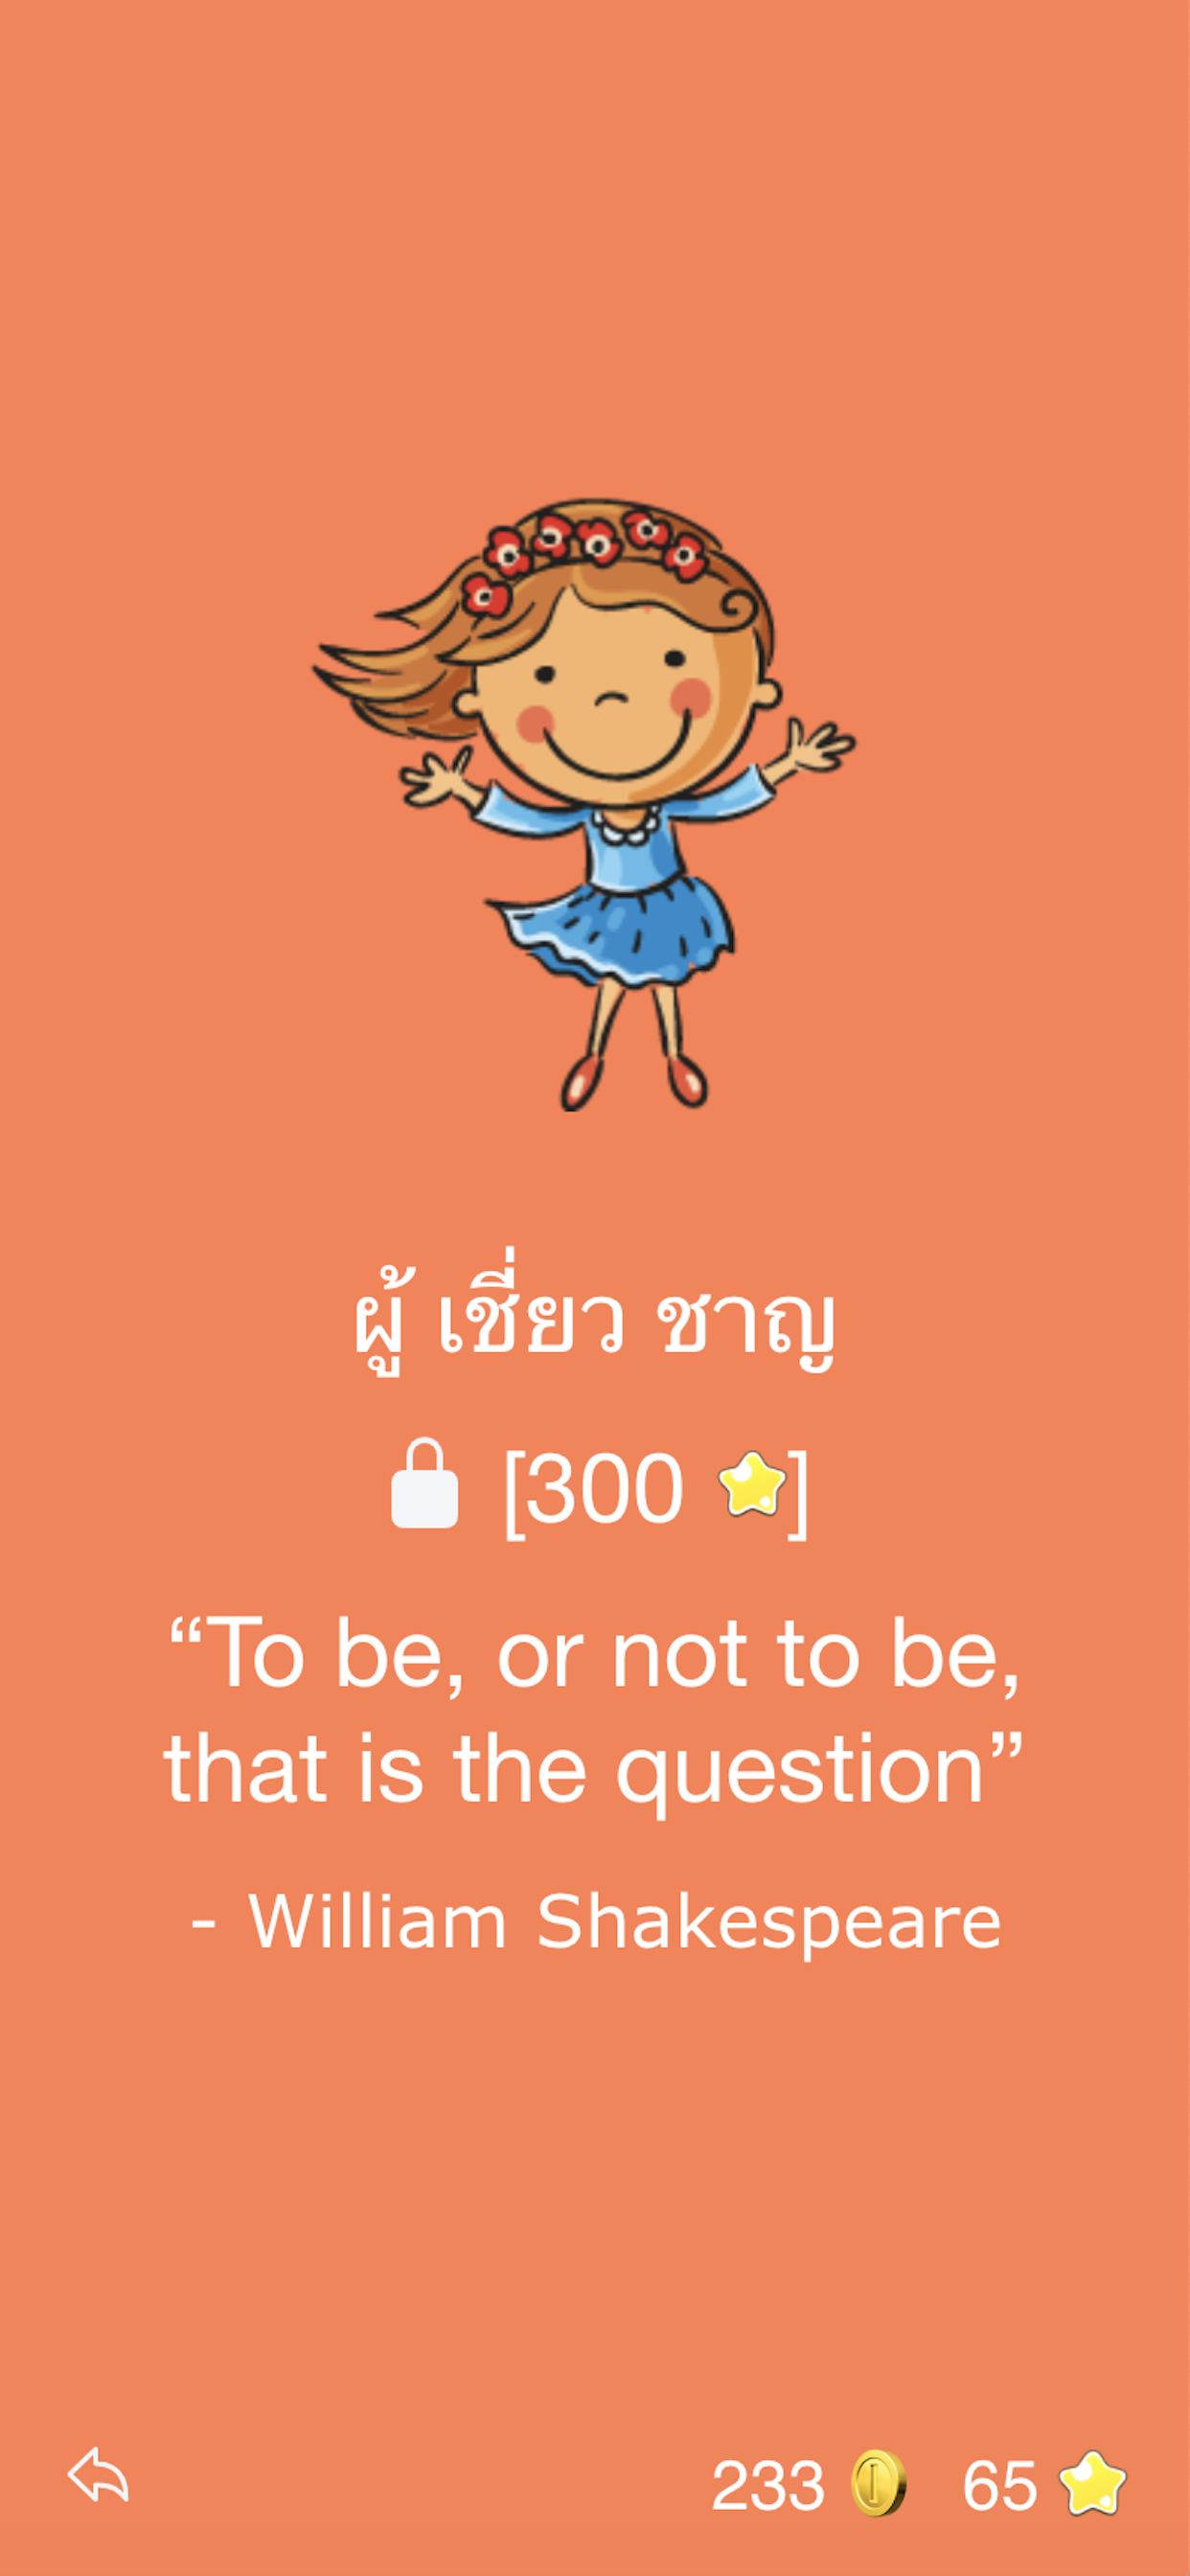 ผู้ เชี่ยว ชาญ
[300 ]
“To be, or not to be,
that is the question”
- William Shakespeare
233 65